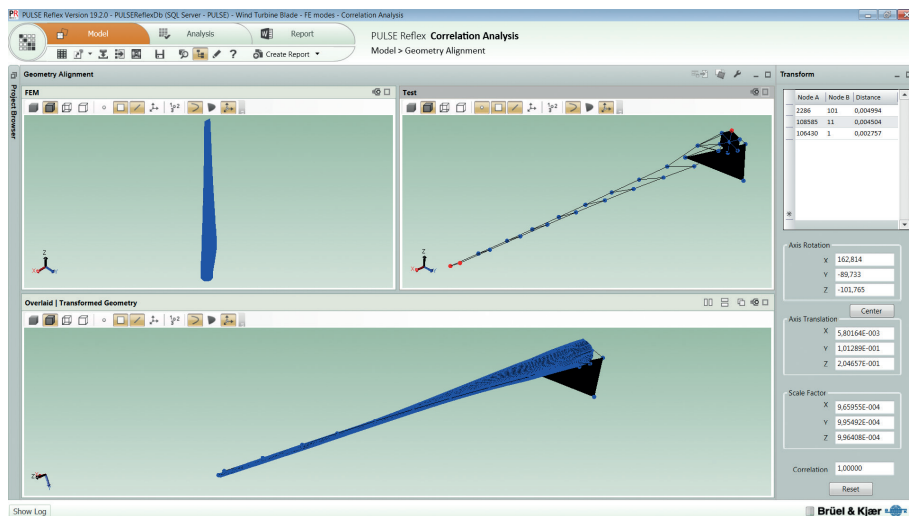 PULSE Reflex Version 19.2.0 - PULSEReflexDb (SQL Server - PULSE) - Wind Turbine Blade - FE modes - Correlation Analysis
Model
Analysis
Report
PULSE Reflex Correlation Analysis
Model > Geometry Alignment
Create Report
Project Browser
Geometry Alignment
FEM
Test
Overlaid | Transformed Geometry
Transform
Node A Node B Distance
2286 101 0,004994
108585 11 0,004504
106430 1 0,002757
Axis Rotation
X 162,814
Y -89,733
Z -101,765
Center
Axis Translation
X 5,80164E-003
Y 1,01289E-001
Z 2,04657E-001
Scale Factor
X 9,65955E-004
Y 9,95492E-004
Z 9,96408E-004
Correlation 1,00000
Reset
Show Log
Brüel & Kjær